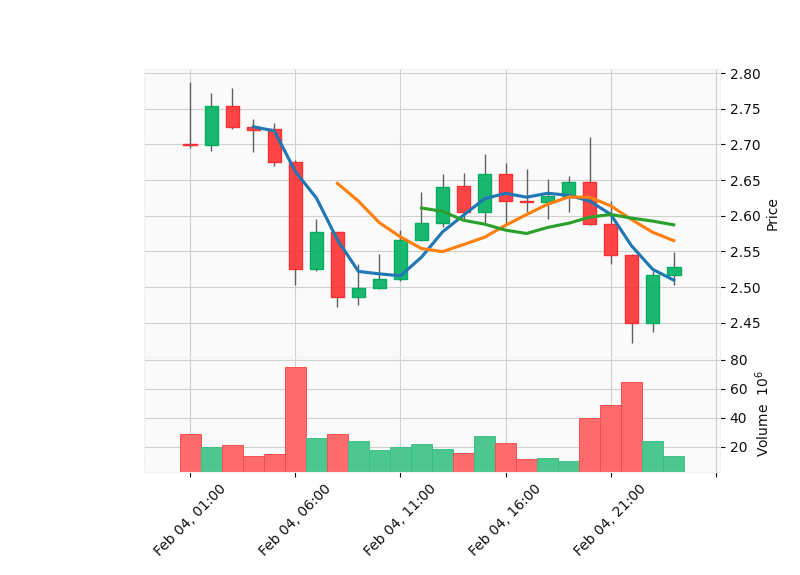 2.80
2.75
2.70
2.65
2.60
2.55
2.50
2.45
Price
80
60
40
20
Volume 10^6
Feb 04, 01:00
Feb 04, 06:00
Feb 04, 11:00
Feb 04, 16:00
Feb 04, 21:00